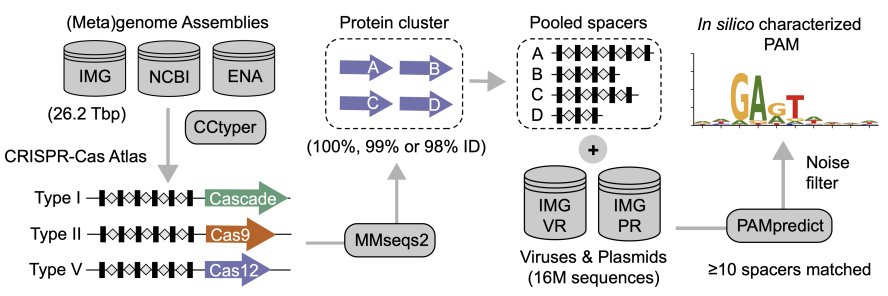 (Meta)genome Assemblies
IMG
NCBI
ENA
(26.2 Tbp)
CCtyper
CRISPR-Cas Atlas
Type I
Cascade
Type II
Cas9
Type V
Cas12
MMseqs2
Protein cluster
A
B
C
D
(100%, 99% or 98% ID)
Pooled spacers
A
B
C
D
+
IMG
VR
IMG
PR
Viruses & Plasmids
(16M sequences)
PAMpredict
≥10 spacers matched
Noise
filter
In silico characterized
PAM
GAGT